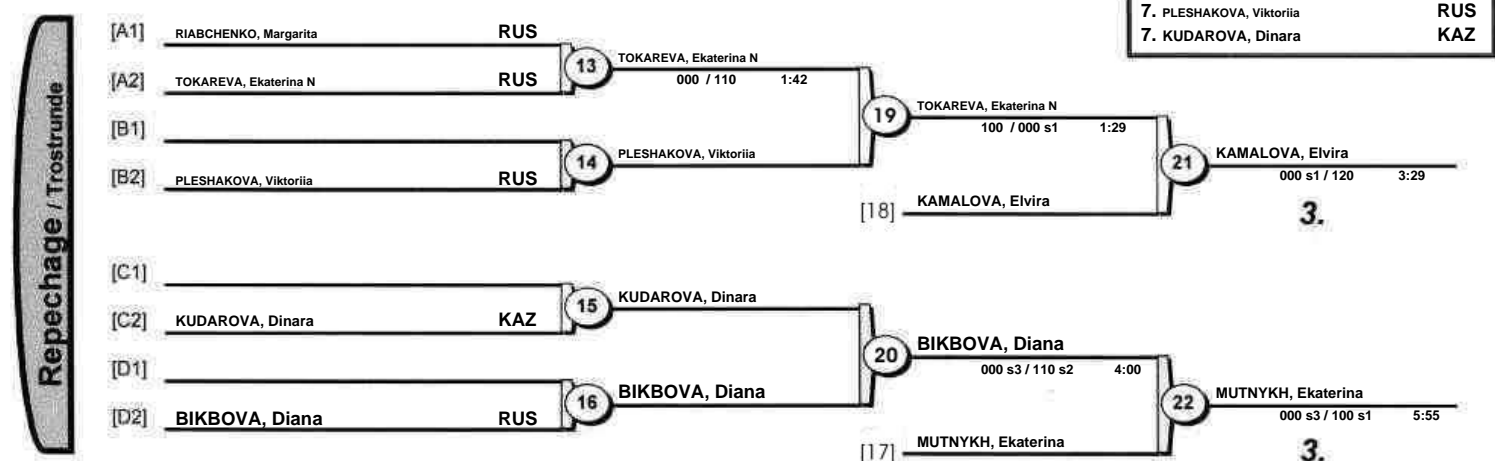 7. PLESHAKOVA, Viktoriia RUS
7. KUDAROVA, Dinara KAZ
Repechage / Trostrunde
[A1] RIABCHENKO, Margarita RUS
13 TOKAREVA, Ekaterina N
000 / 110 1:42
[A2] TOKAREVA, Ekaterina N RUS
19 TOKAREVA, Ekaterina N
100 / 000 s1 1:29
[B1]
14 PLESHAKOVA, Viktoriia
[B2] PLESHAKOVA, Viktoriia RUS
21 KAMALOVA, Elvira
000 s1 / 120 3:29
[18] KAMALOVA, Elvira
3.
[C1]
15 KUDAROVA, Dinara
[C2] KUDAROVA, Dinara KAZ
20 BIKBOVA, Diana
000 s3 / 110 s2 4:00
[D1]
16 BIKBOVA, Diana
[D2] BIKBOVA, Diana RUS
22 MUTNYKH, Ekaterina
000 s3 / 100 s1 5:55
[17] MUTNYKH, Ekaterina
3.